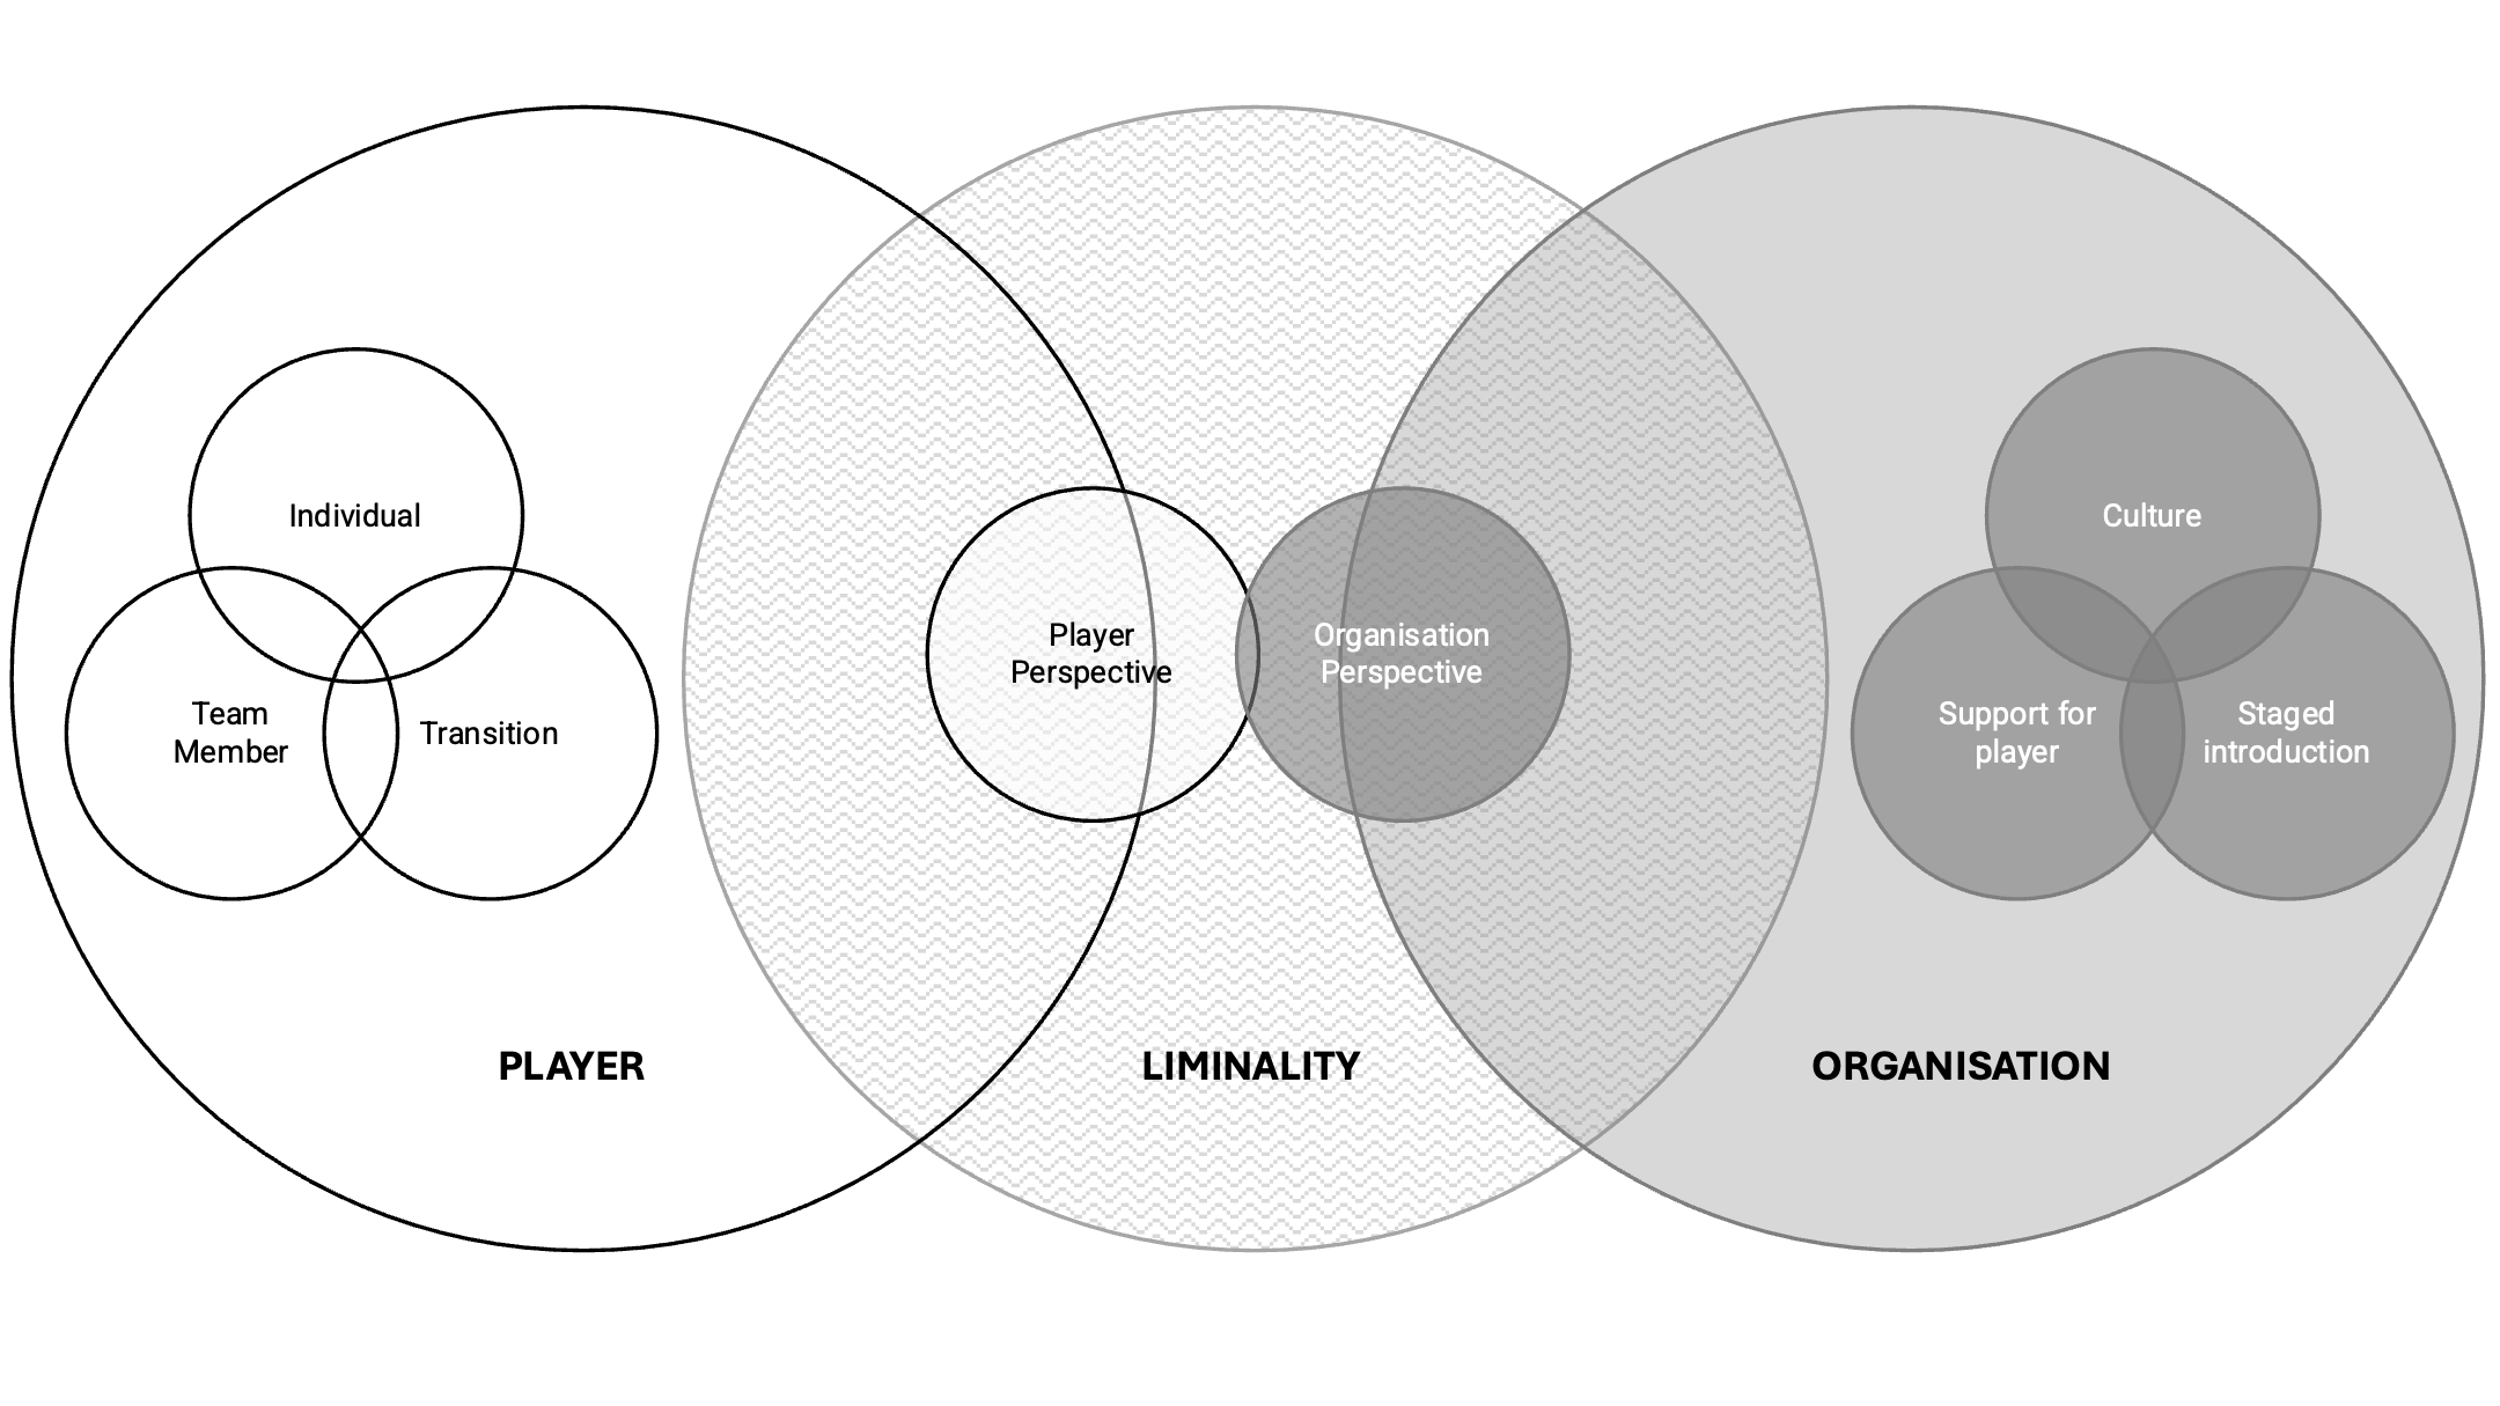 Individual
Team
Member
Transition
PLAYER
Player
Perspective
Organisation
Perspective
LIMINALITY
Culture
Support for
player
Staged
introduction
ORGANISATION